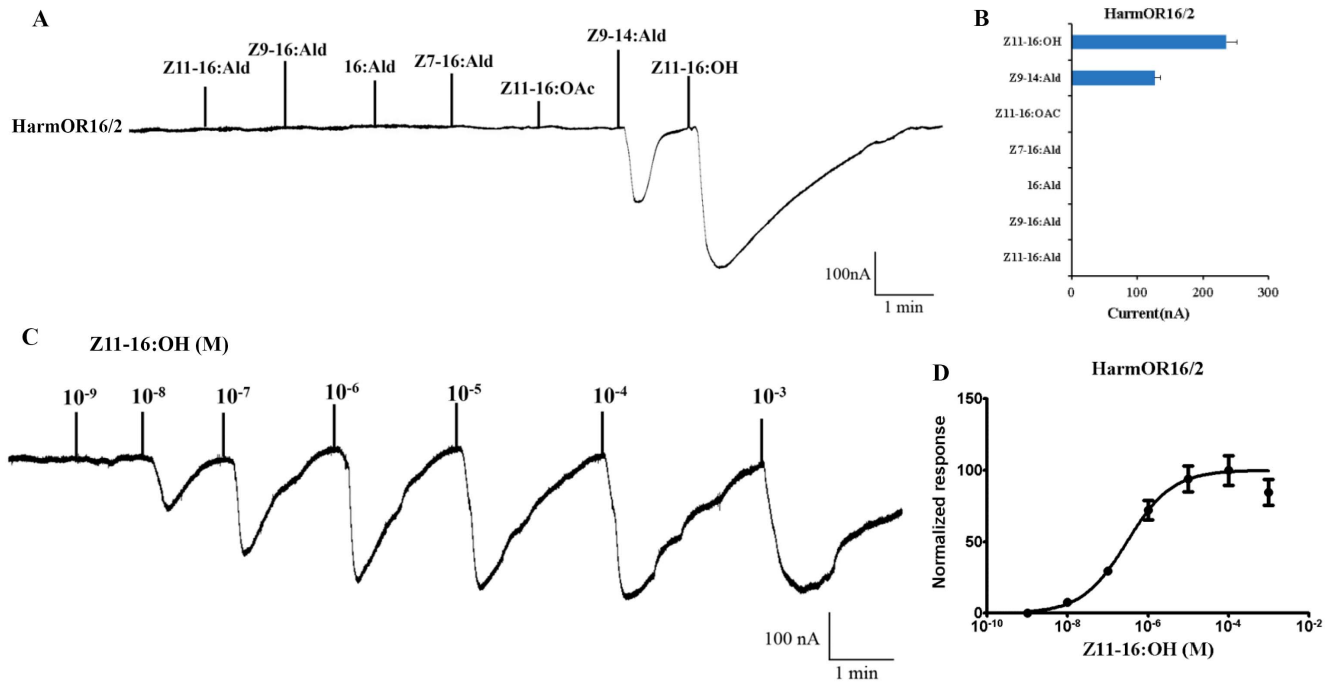 A
Z11-16:Ald
Z9-16:Ald
16:Ald
Z7-16:Ald
Z11-16:OAc
Z9-14:Ald
Z11-16:OH
HarmOR16/2
100nA
1 min
B
HarmOR16/2
Z11-16:OH
Z9-14:Ald
Z11-16:OAC
Z7-16:Ald
16:Ald
Z9-16:Ald
Z11-16:Ald
0 100 200 300
Current(nA)
C
Z11-16:OH (M)
10⁻⁹ 10⁻⁸ 10⁻⁷ 10⁻⁶ 10⁻⁵ 10⁻⁴ 10⁻³
100 nA
1 min
D
HarmOR16/2
Normalized response
150
100
50
0
10⁻¹⁰ 10⁻⁸ 10⁻⁶ 10⁻⁴ 10⁻²
Z11-16:OH (M)